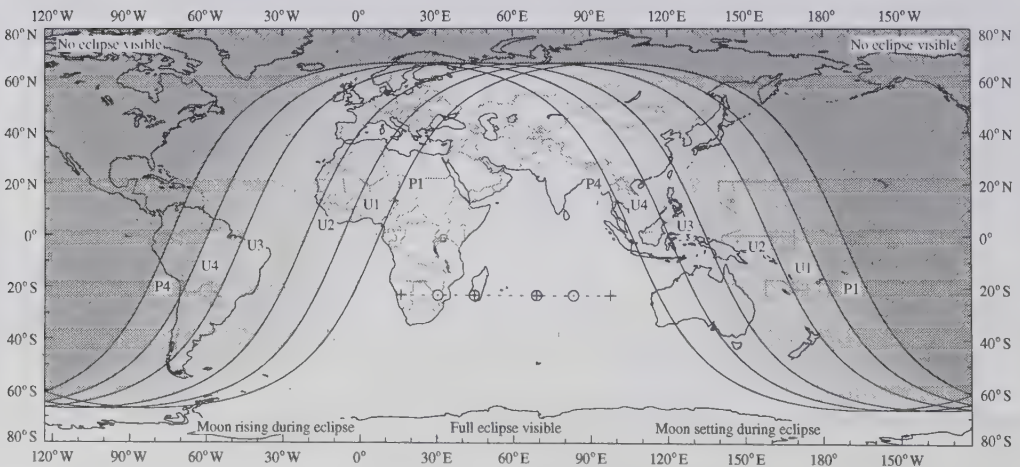 120°W 90°W 60°W 30°W 0° 30°E 60°E 90°E 120°E 150°E 180° 150°W
80°N No eclipse visible No eclipse visible 80°N
60°N 60°N
40°N 40°N
20°N P1 P4 U4 20°N
U2 U1 U3
0° U3 U2 0°
U4 U1
20°S P4 P1 20°S
40°S 40°S
60°S 60°S
Moon rising during eclipse Full eclipse visible Moon setting during eclipse
80°S 80°S
120°W 90°W 60°W 30°W 0° 30°E 60°E 90°E 120°E 150°E 180° 150°W